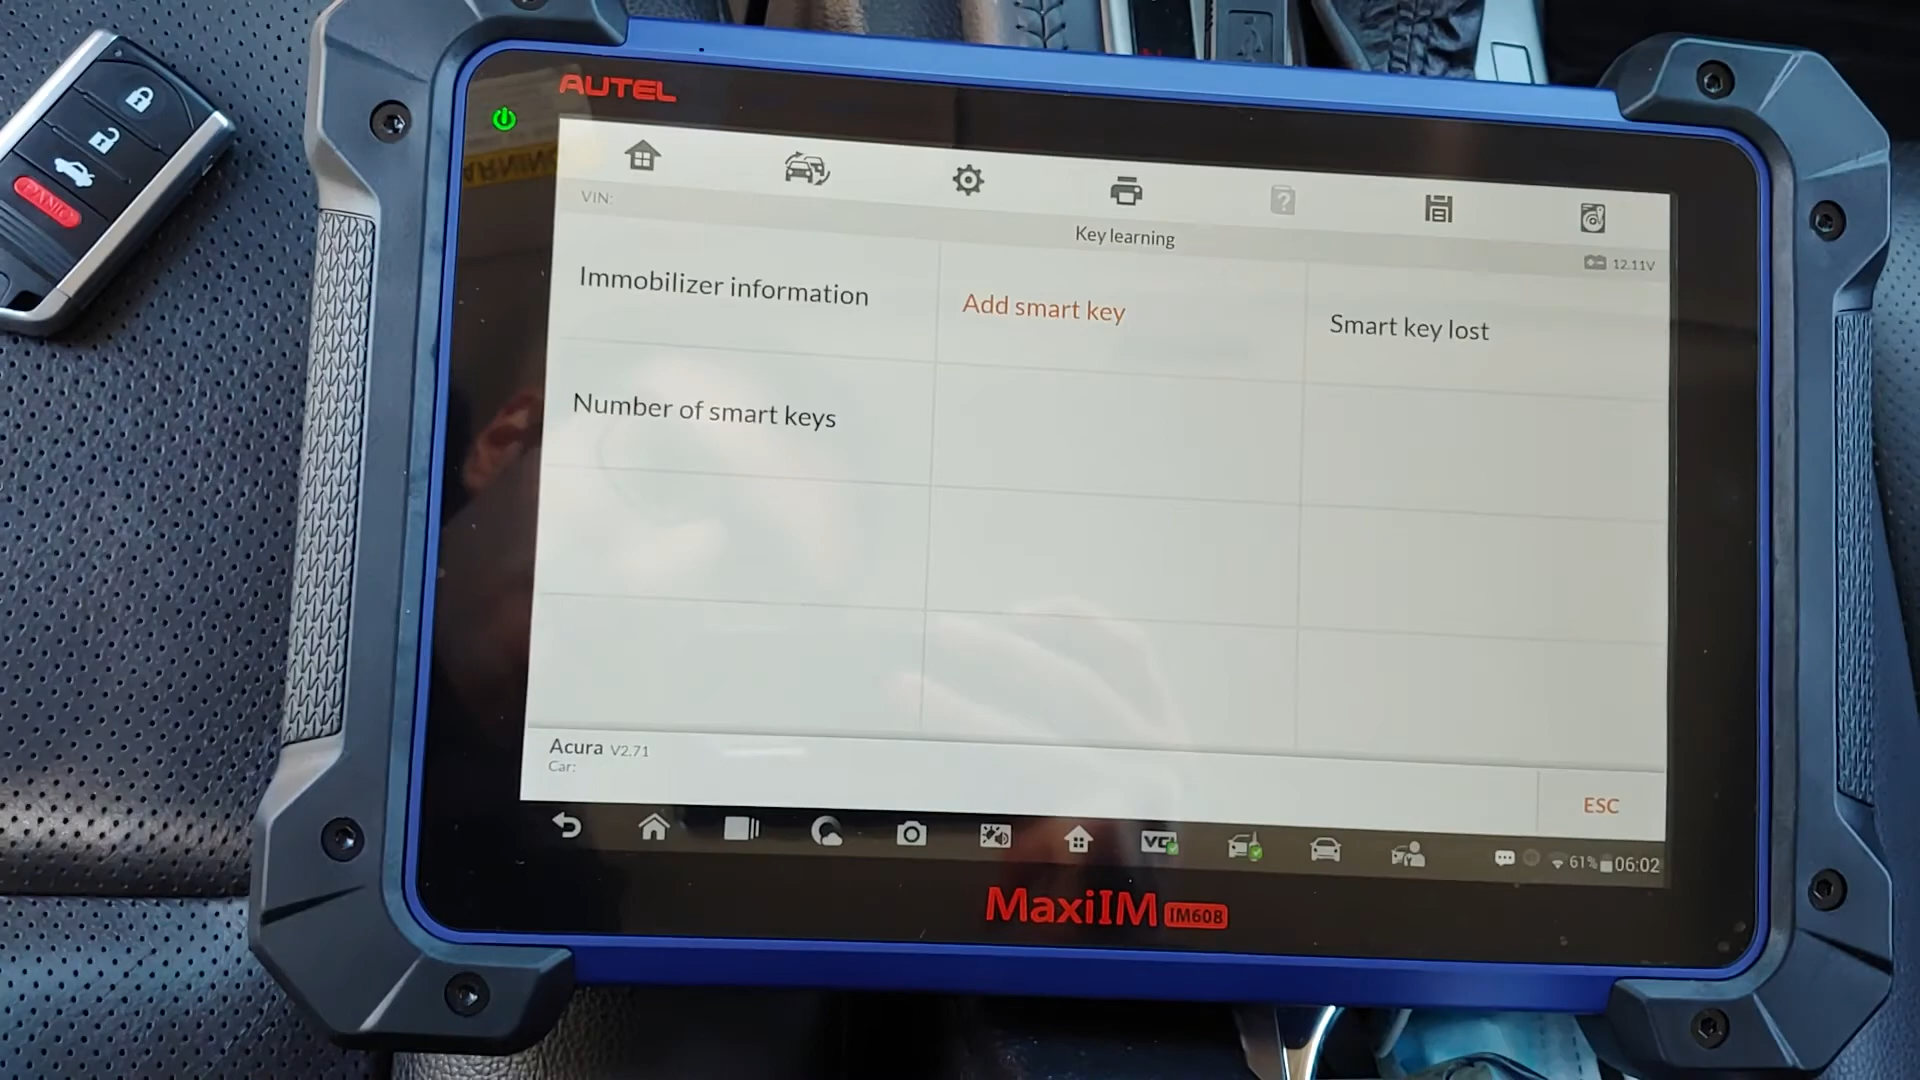 AUTEL
PANIC
VIN:
Key learning
12.11V
Immobilizer information
Add smart key
Smart key lost
Number of smart keys
Acura V2.71
Car:
ESC
VCI
61%
06:02
MaxiIM IM608